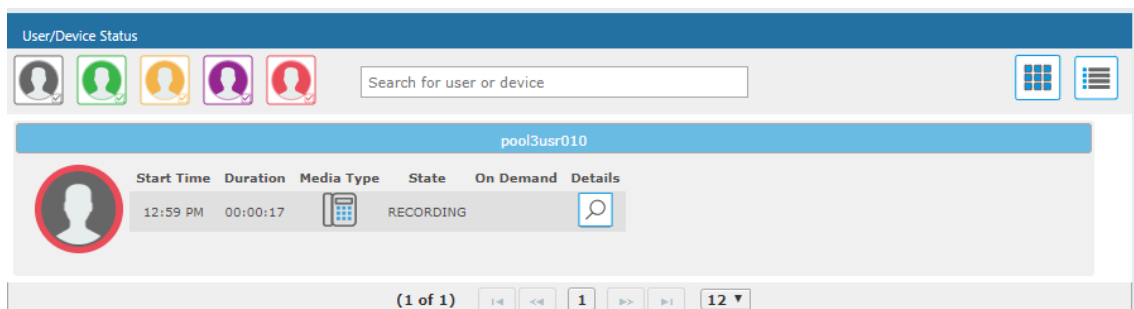 User/Device Status
Search for user or device
pool3usr010
Start Time Duration Media Type State On Demand Details
12:59 PM 00:00:17 RECORDING
(1 of 1) 1 12